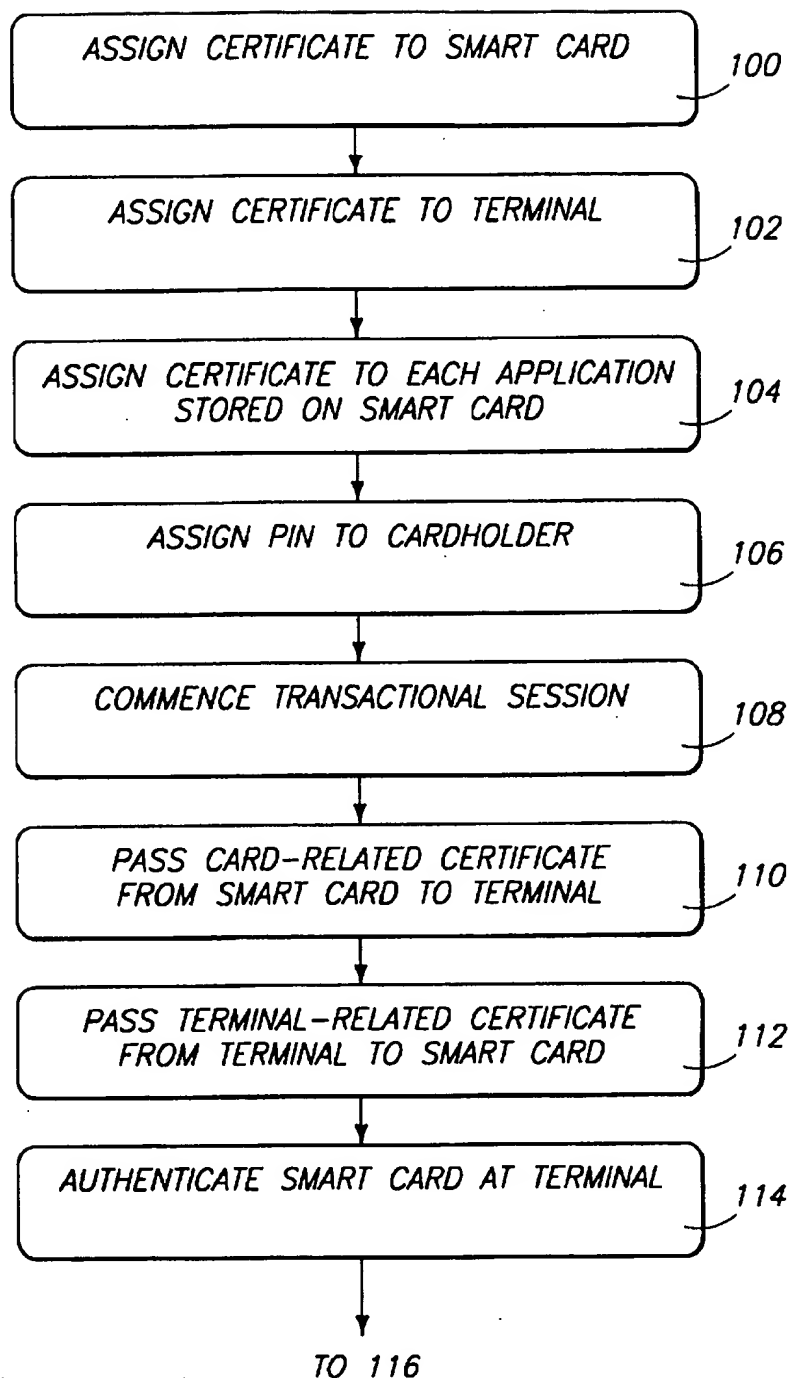 ASSIGN CERTIFICATE TO SMART CARD
100
ASSIGN CERTIFICATE TO TERMINAL
102
ASSIGN CERTIFICATE TO EACH APPLICATION
STORED ON SMART CARD
104
ASSIGN PIN TO CARDHOLDER
106
COMMENCE TRANSACTIONAL SESSION
108
PASS CARD-RELATED CERTIFICATE
FROM SMART CARD TO TERMINAL
110
PASS TERMINAL-RELATED CERTIFICATE
FROM TERMINAL TO SMART CARD
112
AUTHENTICATE SMART CARD AT TERMINAL
114
TO 116